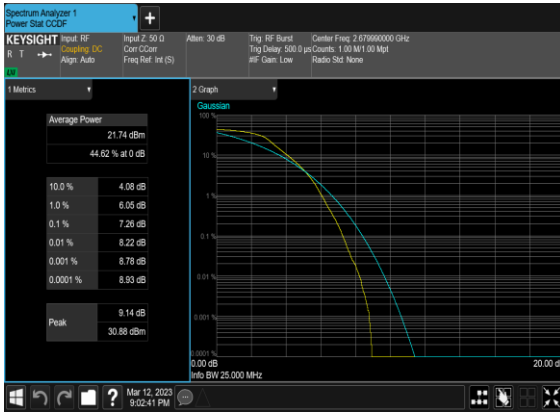 Spectrum Analyzer 1
Power Stat CCDF
KEYSIGHT
R T
LXI
Input: RF
Coupling: DC
Align: Auto
Input Z: 50 Ω
Corr CCorr
Freq Ref: Int (S)
Atten: 30 dB
Trig: RF Burst
Trig Delay: 500.0 µs
#IF Gain: Low
Center Freq: 2.679990000 GHz
Counts: 1.00 M/1.00 Mpt
Radio Std: None
1 Metrics
Average Power
21.74 dBm
44.62 % at 0 dB
10.0 % 4.08 dB
1.0 % 6.05 dB
0.1 % 7.26 dB
0.01 % 8.22 dB
0.001 % 8.78 dB
0.0001 % 8.93 dB
Peak
9.14 dB
30.88 dBm
2 Graph
Gaussian
100 %
10 %
1 %
0.1 %
0.01 %
0.001 %
0.0001 %
0.00 dB
20.00 d
Info BW 25.000 MHz
?
Mar 12, 2023
9:02:41 PM